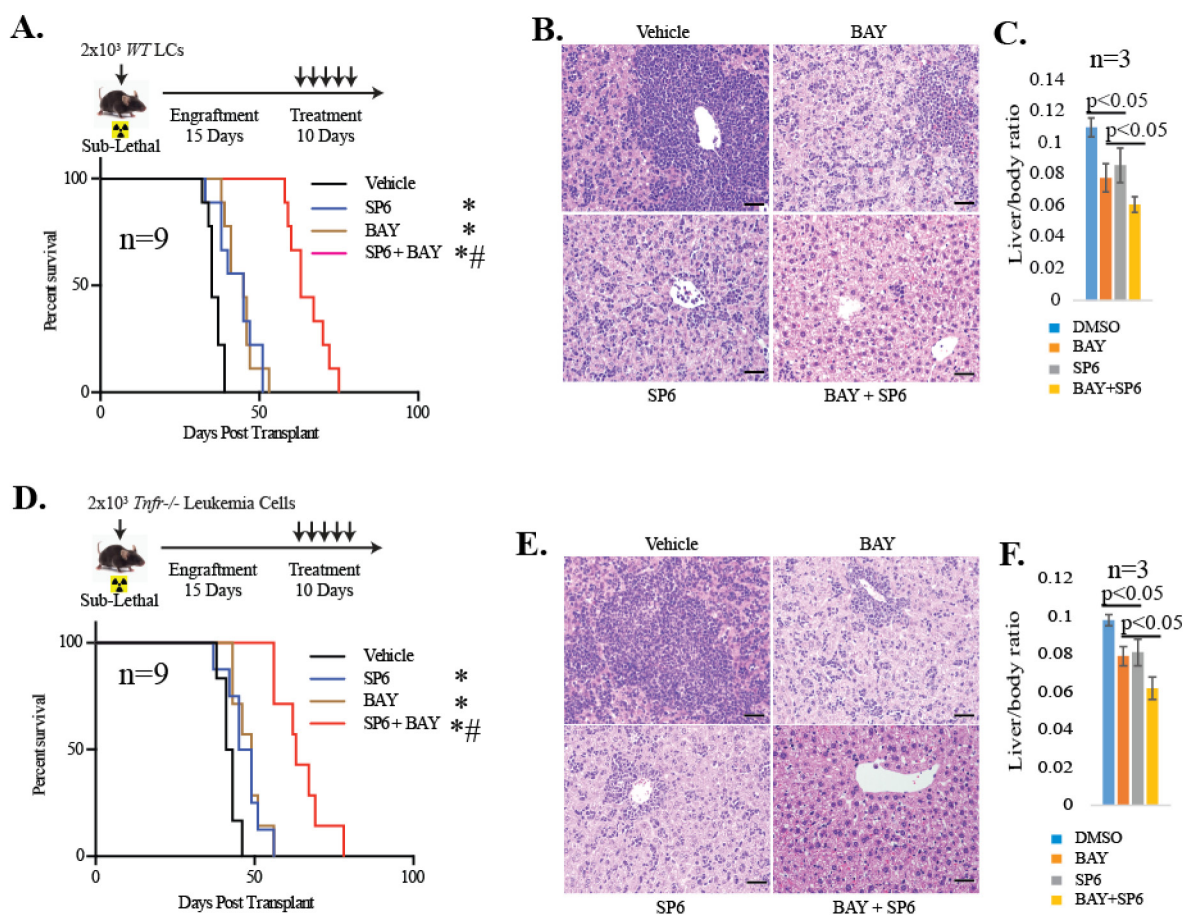 A.
2x10³ WT LCs
Engraftment
15 Days
Treatment
10 Days
Sub-Lethal
Percent survival
100
50
0
n=9
Vehicle
SP6 *
BAY *
SP6 + BAY *#
0 50 100
Days Post Transplant
B.
Vehicle BAY
SP6 BAY + SP6
C.
n=3
p<0.05
p<0.05
Liver/body ratio
0.14
0.12
0.1
0.08
0.06
0.04
0.02
0
DMSO
BAY
SP6
BAY+SP6
D.
2x10³ Tnfr-/- Leukemia Cells
Engraftment
15 Days
Treatment
10 Days
Sub-Lethal
Percent survival
100
50
0
n=9
Vehicle
SP6 *
BAY *
SP6 + BAY *#
0 50 100
Days Post Transplant
E.
Vehicle BAY
SP6 BAY + SP6
F.
n=3
p<0.05
p<0.05
Liver/body ratio
0.12
0.1
0.08
0.06
0.04
0.02
0
DMSO
BAY
SP6
BAY+SP6